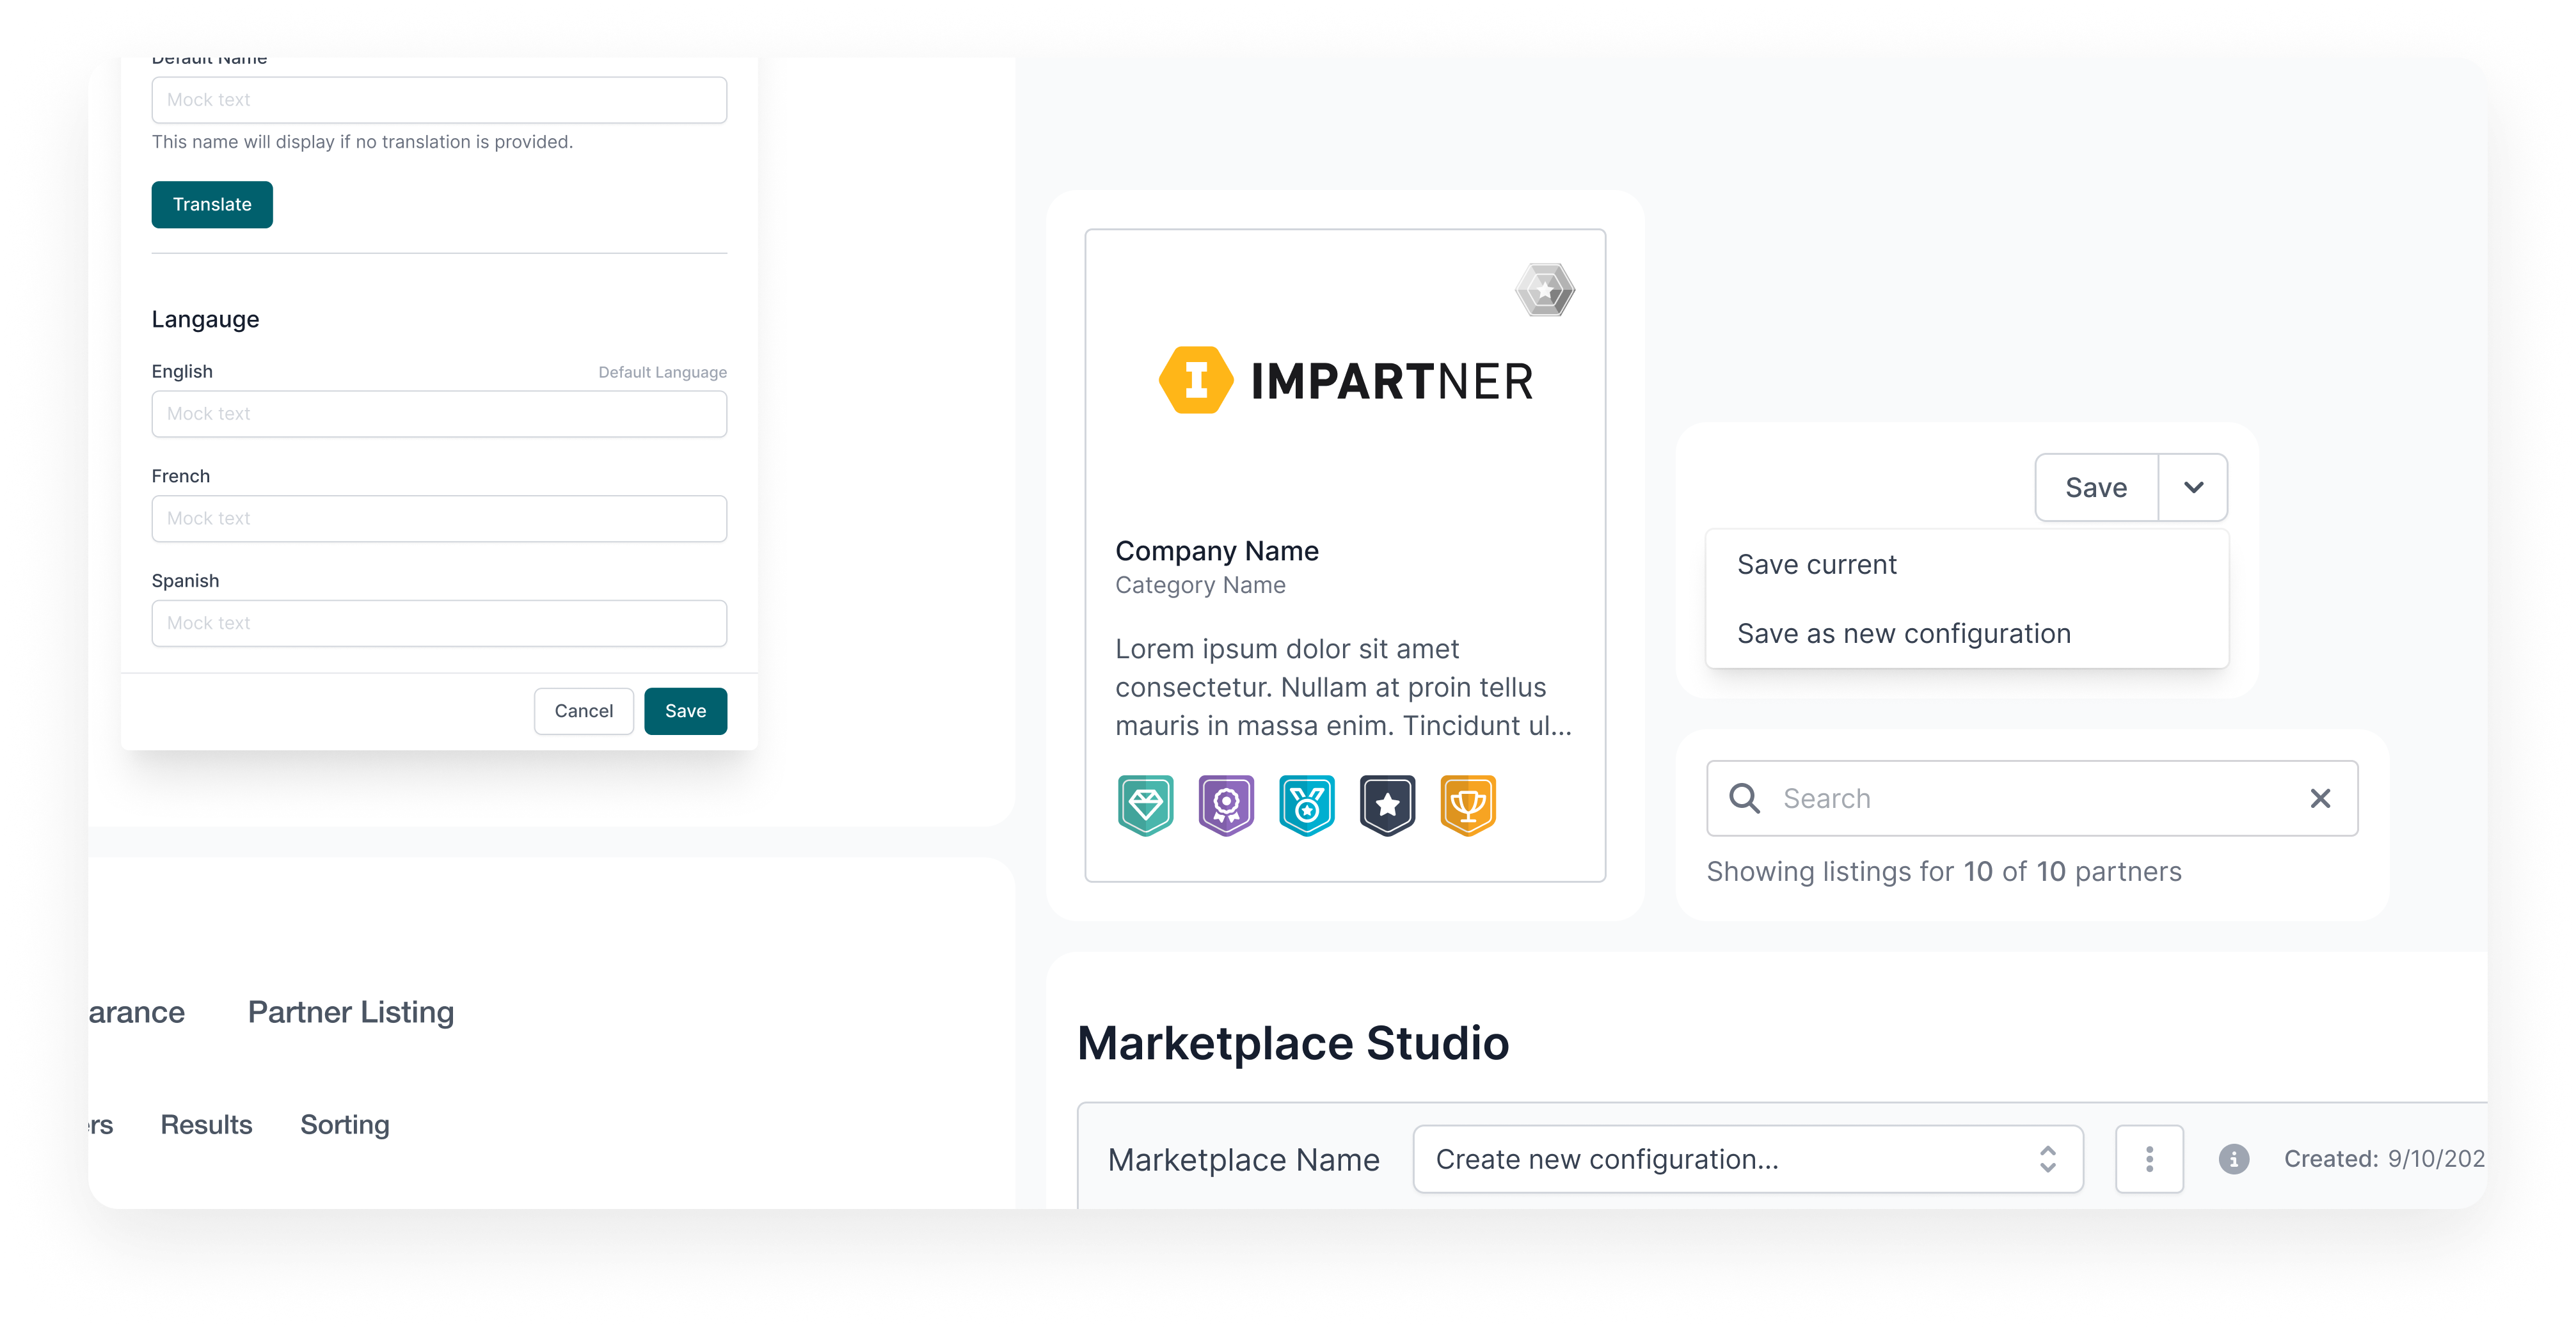 Default Name
Mock text
This name will display if no translation is provided.
Translate
Langauge
English
Default Language
Mock text
French
Mock text
Spanish
Mock text
Cancel
Save
arance
Partner Listing
ers
Results
Sorting
IMPARTNER
Company Name
Category Name
Lorem ipsum dolor sit amet
consectetur. Nullam at proin tellus
mauris in massa enim. Tincidunt ul...
Save
Save current
Save as new configuration
Search
Showing listings for 10 of 10 partners
Marketplace Studio
Marketplace Name
Create new configuration...
Created: 9/10/202